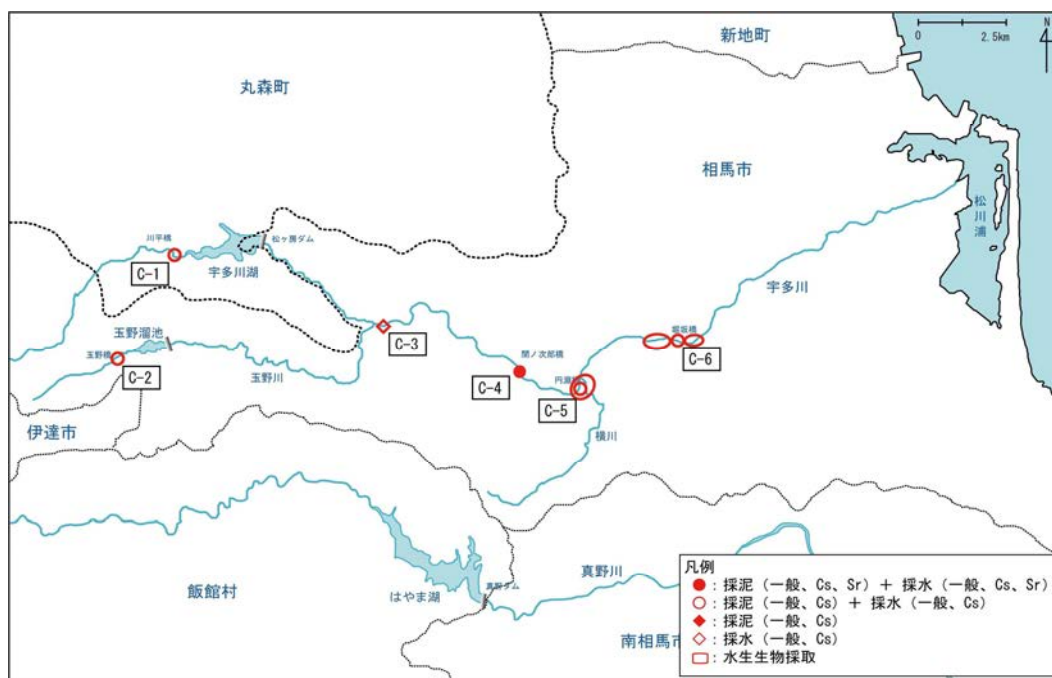 新地町
0 2.5km
N
丸森町
相馬市
松川浦
川平橋
松ヶ房ダム
C-1
宇多川湖
宇多川
玉野溜池
堀坂橋
玉野橋
C-3
C-6
C-2
玉野川
関ノ次郎橋
C-4
C-5
横川
伊達市
飯館村
はやま湖
真野ダム
真野川
南相馬市
凡例
●:採泥(一般、Cs、Sr)+ 採水(一般、Cs、Sr)
○:採泥(一般、Cs)+ 採水(一般、Cs)
◆:採泥(一般、Cs)
◇:採水(一般、Cs)
:水生生物採取